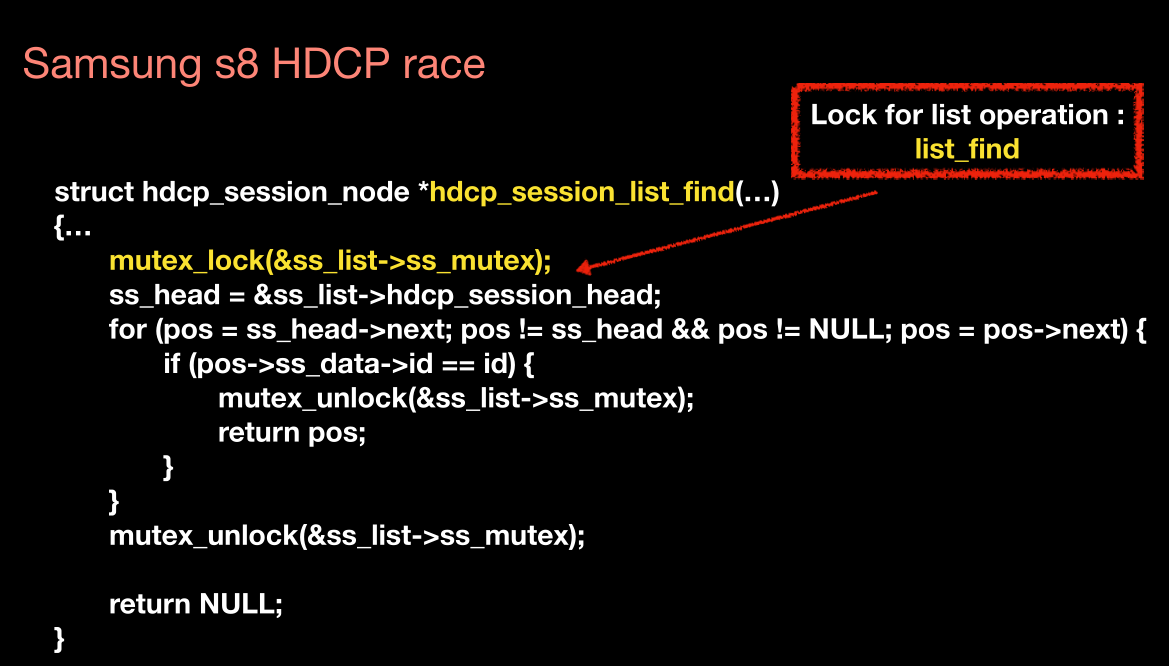 Samsung s8 HDCP race
Lock for list operation :
list_find
struct hdcp_session_node *hdcp_session_list_find(...)
{...
mutex_lock(&ss_list->ss_mutex);
ss_head = &ss_list->hdcp_session_head;
for (pos = ss_head->next; pos != ss_head && pos != NULL; pos = pos->next) {
if (pos->ss_data->id == id) {
mutex_unlock(&ss_list->ss_mutex);
return pos;
}
}
mutex_unlock(&ss_list->ss_mutex);
return NULL;
}